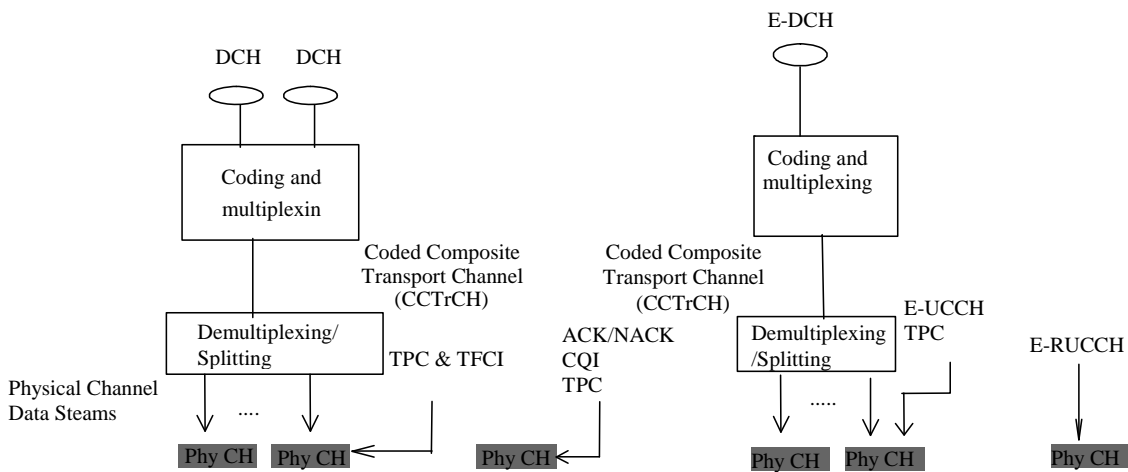 E-DCH
DCH
DCH
Coding and
multiplexin
Coding and
multiplexing
Coded Composite
Transport Channel
(CCTrCH)
Coded Composite
Transport Channel
(CCTrCH)
Demultiplexing/
Splitting
TPC & TFCI
ACK/NACK
CQI
TPC
Demultiplexing
/Splitting
E-UCCH
TPC
E-RUCCH
Physical Channel
Data Steams
....
.....
Phy CH
Phy CH
Phy CH
Phy CH
Phy CH
Phy CH